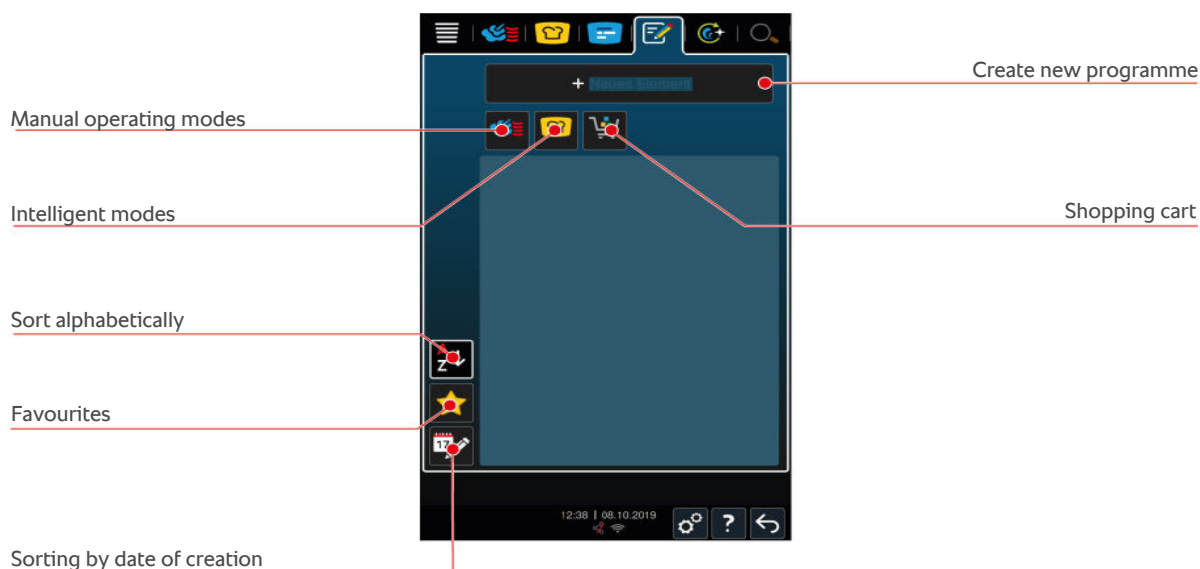 Create new programme
+ Neues Element
Manual operating modes
Intelligent modes
Shopping cart
Sort alphabetically
Z
Favourites
17
12:38 | 08.10.2019
?
Sorting by date of creation